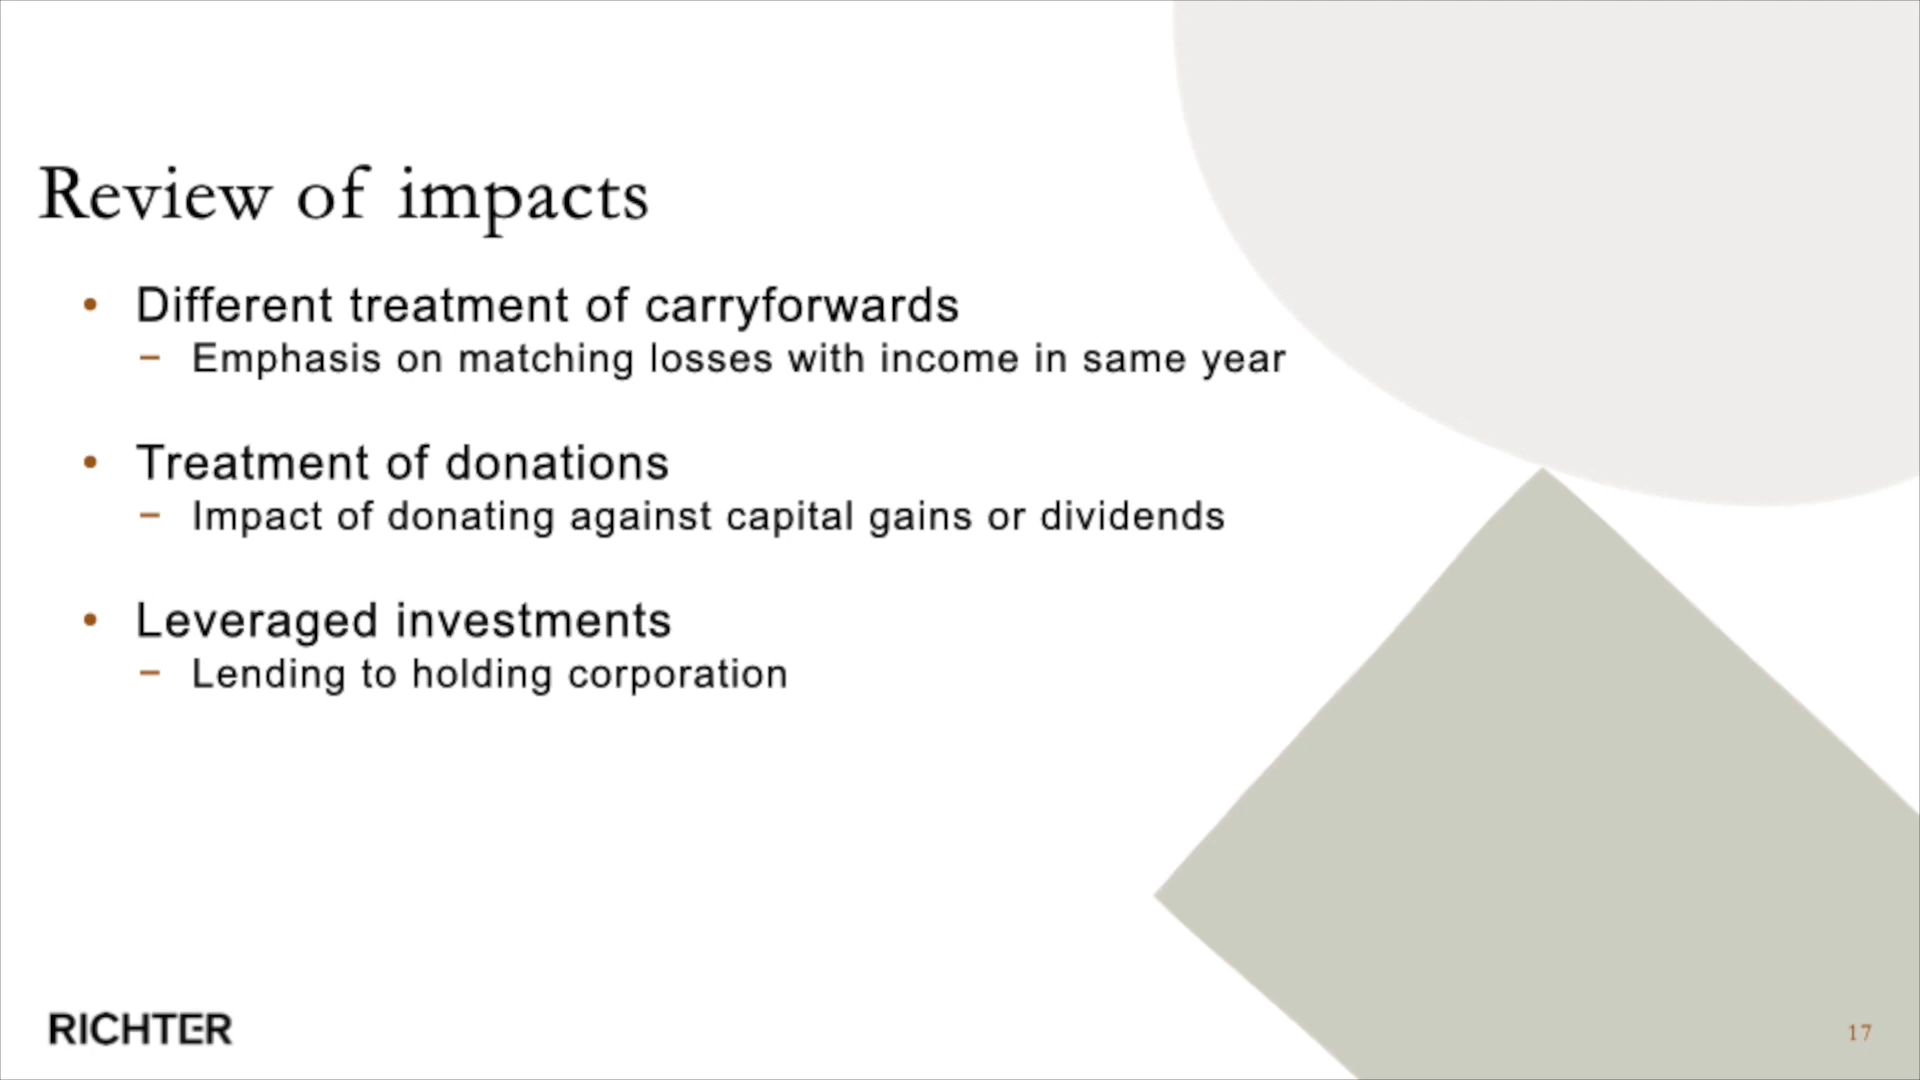 Review of impacts
• Different treatment of carryforwards
– Emphasis on matching losses with income in same year
• Treatment of donations
– Impact of donating against capital gains or dividends
• Leveraged investments
– Lending to holding corporation
RICHTER
17